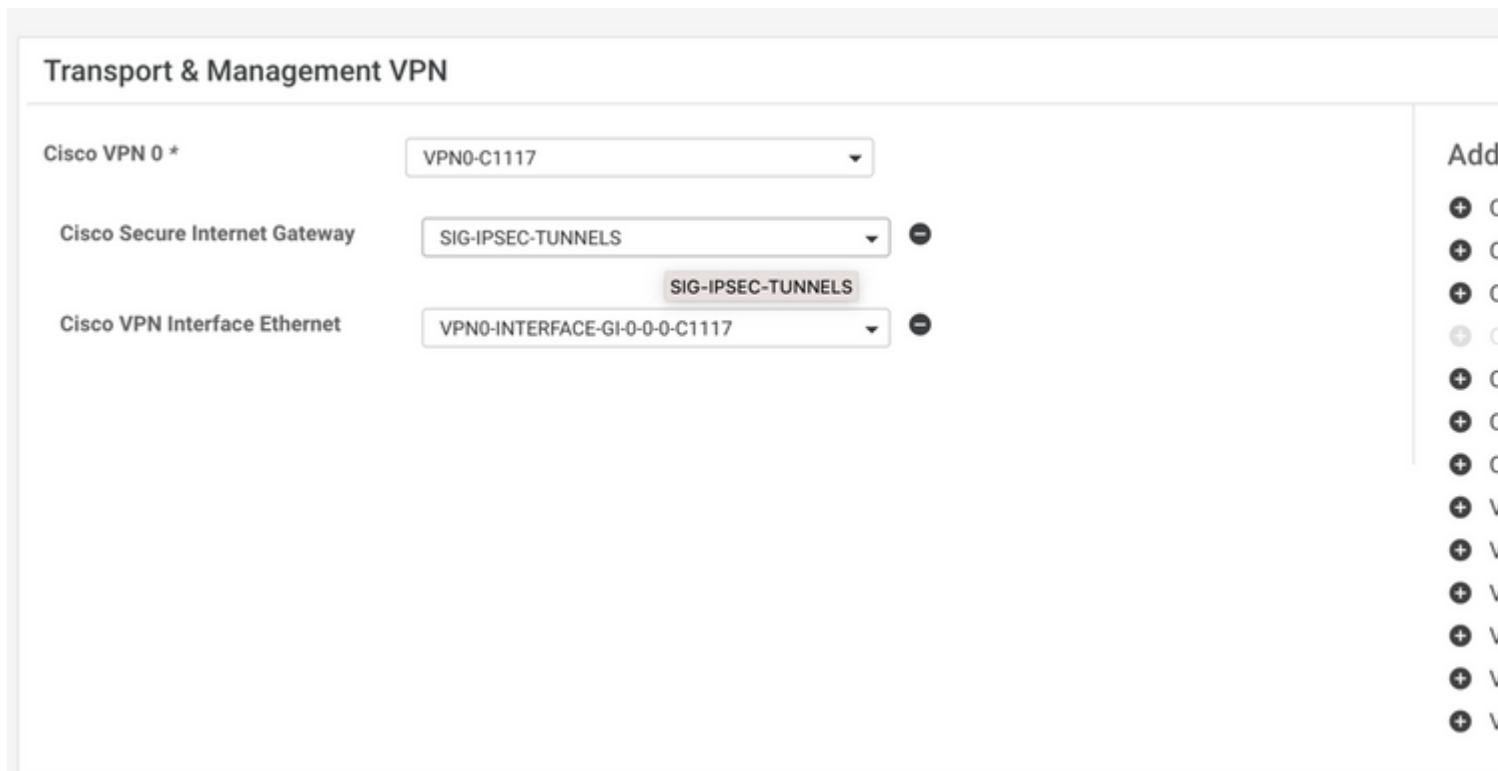 Transport & Management VPN
Cisco VPN 0 *
VPN0-C1117
Cisco Secure Internet Gateway
SIG-IPSEC-TUNNELS
SIG-IPSEC-TUNNELS
Cisco VPN Interface Ethernet
VPN0-INTERFACE-GI-0-0-0-C1117
Add